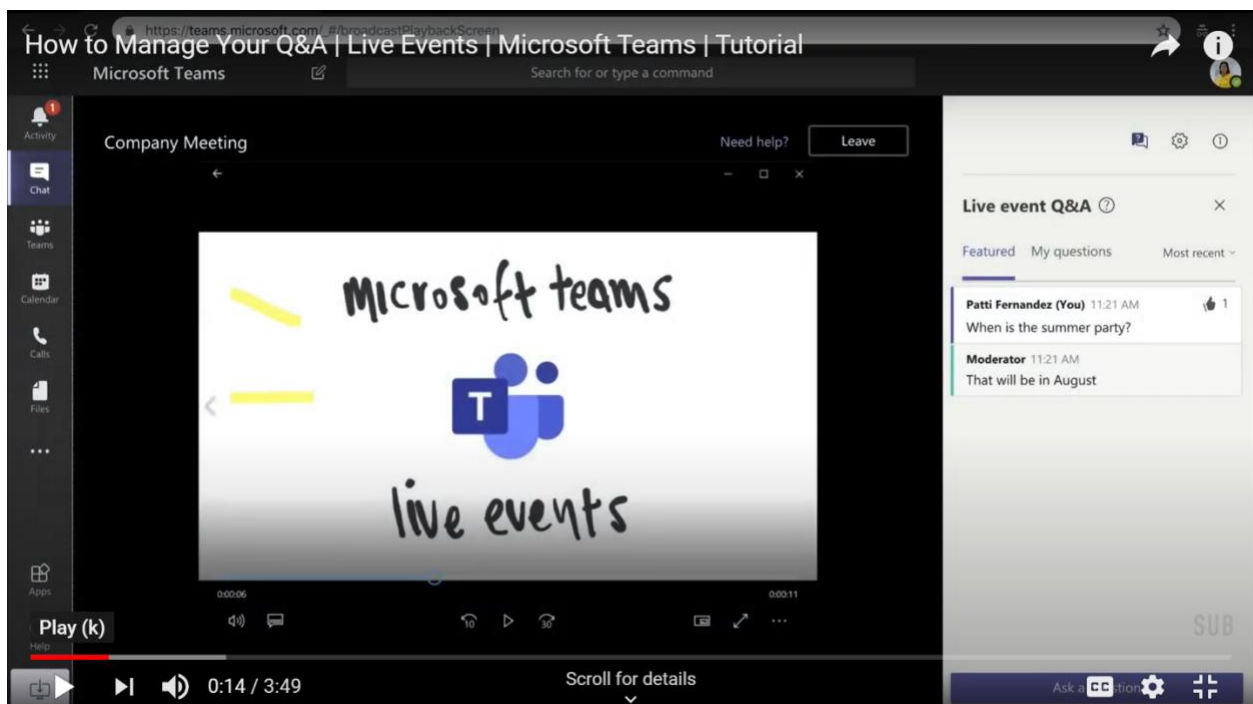 https://teams.microsoft.com/_#/broadcastPlaybackScreen
How to Manage Your Q&A | Live Events | Microsoft Teams | Tutorial
Microsoft Teams
Search for or type a command
1
Activity
Chat
Teams
Calendar
Calls
Files
Apps
Help
Company Meeting
Need help?
Leave
microsoft teams
T
live events
0:00:06
0:00:11
10
30
Live event Q&A
Featured
My questions
Most recent
Patti Fernandez (You) 11:21 AM
1
When is the summer party?
Moderator 11:21 AM
That will be in August
SUB
Play (k)
0:14 / 3:49
Scroll for details
Ask a
CC